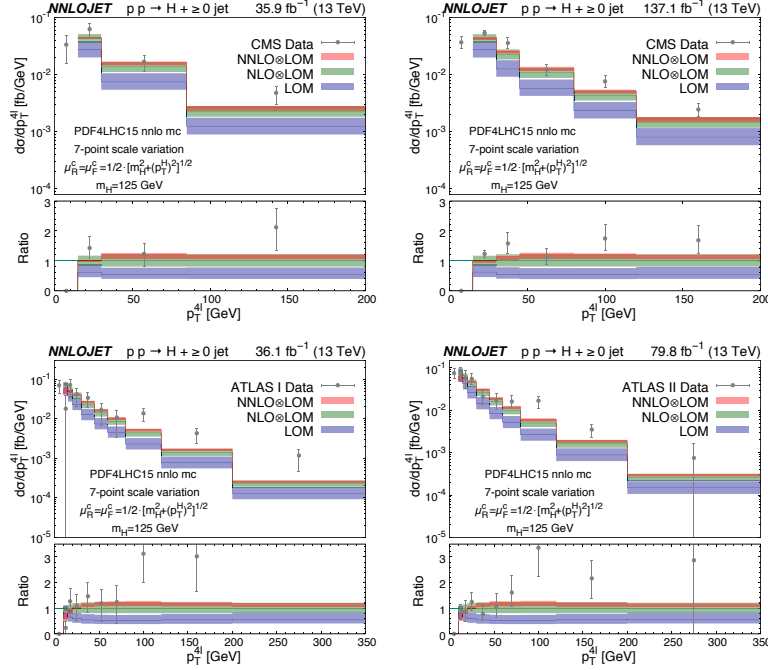 NNLOJET p p → H + ≥ 0 jet 35.9 fb⁻¹ (13 TeV)
10⁻¹
10⁻²
10⁻³
10⁻⁴
dσ/dp_T^4l [fb/GeV]
CMS Data
NNLO⊗LOM
NLO⊗LOM
LOM
PDF4LHC15 nnlo mc
7-point scale variation
μ_R^c=μ_F^c=1/2·[m_H^2+(p_T^H)^2]^1/2
m_H=125 GeV
3
2
1
0
Ratio
0 50 100 150 200
p_T^4l [GeV]
NNLOJET p p → H + ≥ 0 jet 137.1 fb⁻¹ (13 TeV)
10⁻¹
10⁻²
10⁻³
10⁻⁴
dσ/dp_T^4l [fb/GeV]
CMS Data
NNLO⊗LOM
NLO⊗LOM
LOM
PDF4LHC15 nnlo mc
7-point scale variation
μ_R^c=μ_F^c=1/2·[m_H^2+(p_T^H)^2]^1/2
m_H=125 GeV
3
2
1
0
Ratio
0 50 100 150 200
p_T^4l [GeV]
NNLOJET p p → H + ≥ 0 jet 36.1 fb⁻¹ (13 TeV)
10⁻¹
10⁻²
10⁻³
10⁻⁴
10⁻⁵
dσ/dp_T^4l [fb/GeV]
ATLAS I Data
NNLO⊗LOM
NLO⊗LOM
LOM
PDF4LHC15 nnlo mc
7-point scale variation
μ_R^c=μ_F^c=1/2·[m_H^2+(p_T^H)^2]^1/2
m_H=125 GeV
3
2
1
0
Ratio
0 50 100 150 200 250 300 350
p_T^4l [GeV]
NNLOJET p p → H + ≥ 0 jet 79.8 fb⁻¹ (13 TeV)
10⁻¹
10⁻²
10⁻³
10⁻⁴
10⁻⁵
dσ/dp_T^4l [fb/GeV]
ATLAS II Data
NNLO⊗LOM
NLO⊗LOM
LOM
PDF4LHC15 nnlo mc
7-point scale variation
μ_R^c=μ_F^c=1/2·[m_H^2+(p_T^H)^2]^1/2
m_H=125 GeV
3
2
1
0
Ratio
0 50 100 150 200 250 300 350
p_T^4l [GeV]